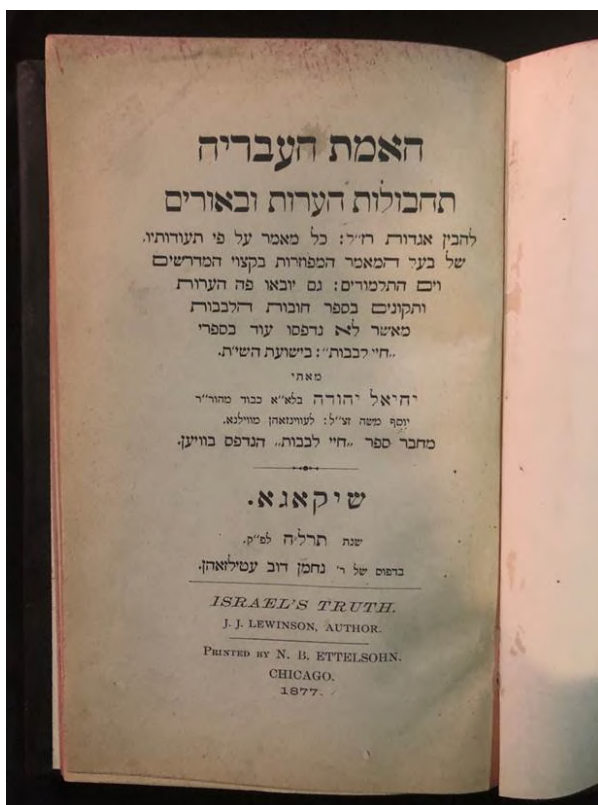 האמת העבריה
תחבולות הערות ובאורים
להבין אגדות רז״ל: כל מאמר על פי תעודותיו,
של בעל המאמר המפוזרות בקצוי המדרשים
וים התלמודים: גם יובאו פה הערות
ותקונים בספר חובות הלבבות
מאשר לא נדפסו עוד בספרי
„חיי לבבות״: בישועת השי״ת.
מאתי
יחיאל יהודה בלא״א כבוד מהור״ר
יוסף משה זצ״ל: לעווינזאהן מווילנא.
מחבר ספר „חיי לבבות„ הנדפס בוויען.
שיקאגא.
שנת תרל״ה לפ״ק.
בדפוס של ר׳ נחמן דוב עטילזאהן.
ISRAEL'S TRUTH.
J. J. LEWINSON, AUTHOR.
PRINTED BY N. B. ETTELSOHN.
CHICAGO.
1877.